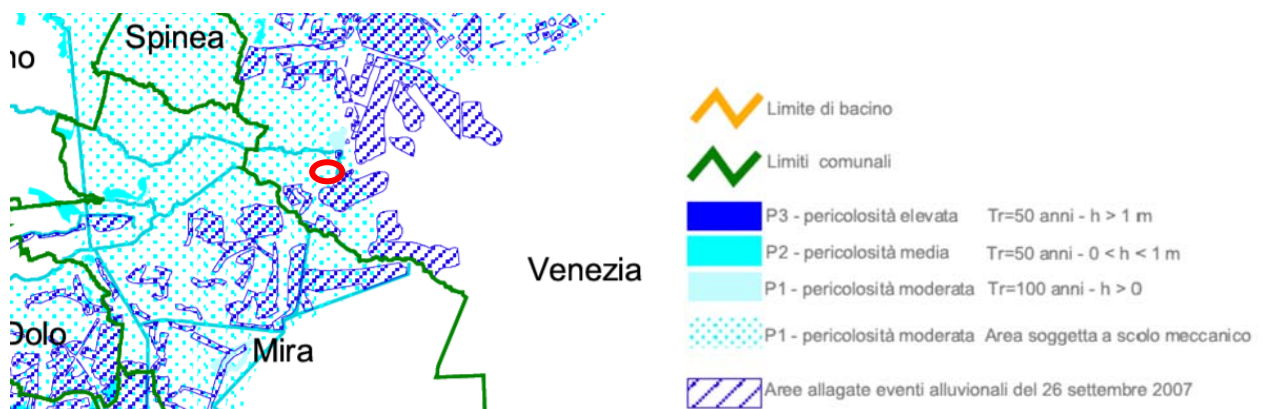 Spinea
no
Venezia
Dolo
Mira
Limite di bacino
Limiti comunali
P3 - pericolosità elevata Tr=50 anni - h > 1 m
P2 - pericolosità media Tr=50 anni - 0 < h < 1 m
P1 - pericolosità moderata Tr=100 anni - h > 0
P1 - pericolosità moderata Area soggetta a scolo meccanico
Aree allagate eventi alluvionali del 26 settembre 2007